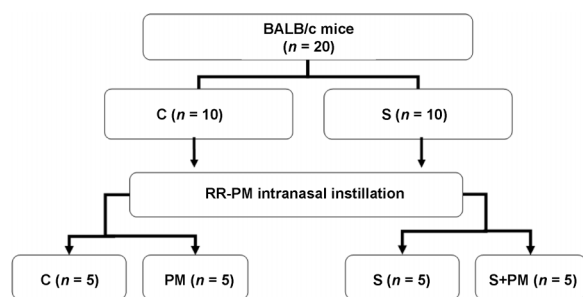 BALB/c mice
(n = 20)
C (n = 10)
S (n = 10)
RR-PM intranasal instillation
C (n = 5)
PM (n = 5)
S (n = 5)
S+PM (n = 5)